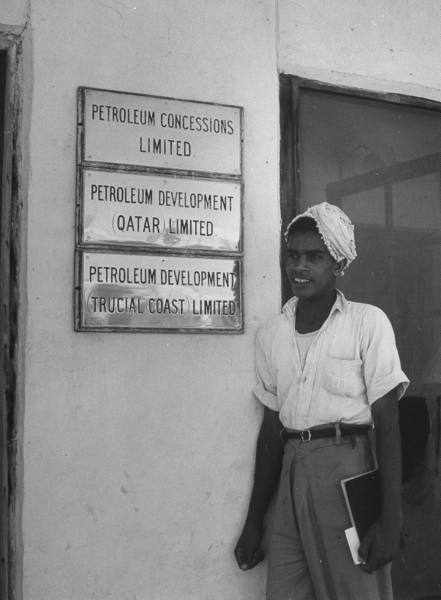 PETROLEUM CONCESSIONS
LIMITED
PETROLEUM DEVELOPMENT
(QATAR) LIMITED.
PETROLEUM DEVELOPMENT
(TRUCIAL COAST) LIMITED